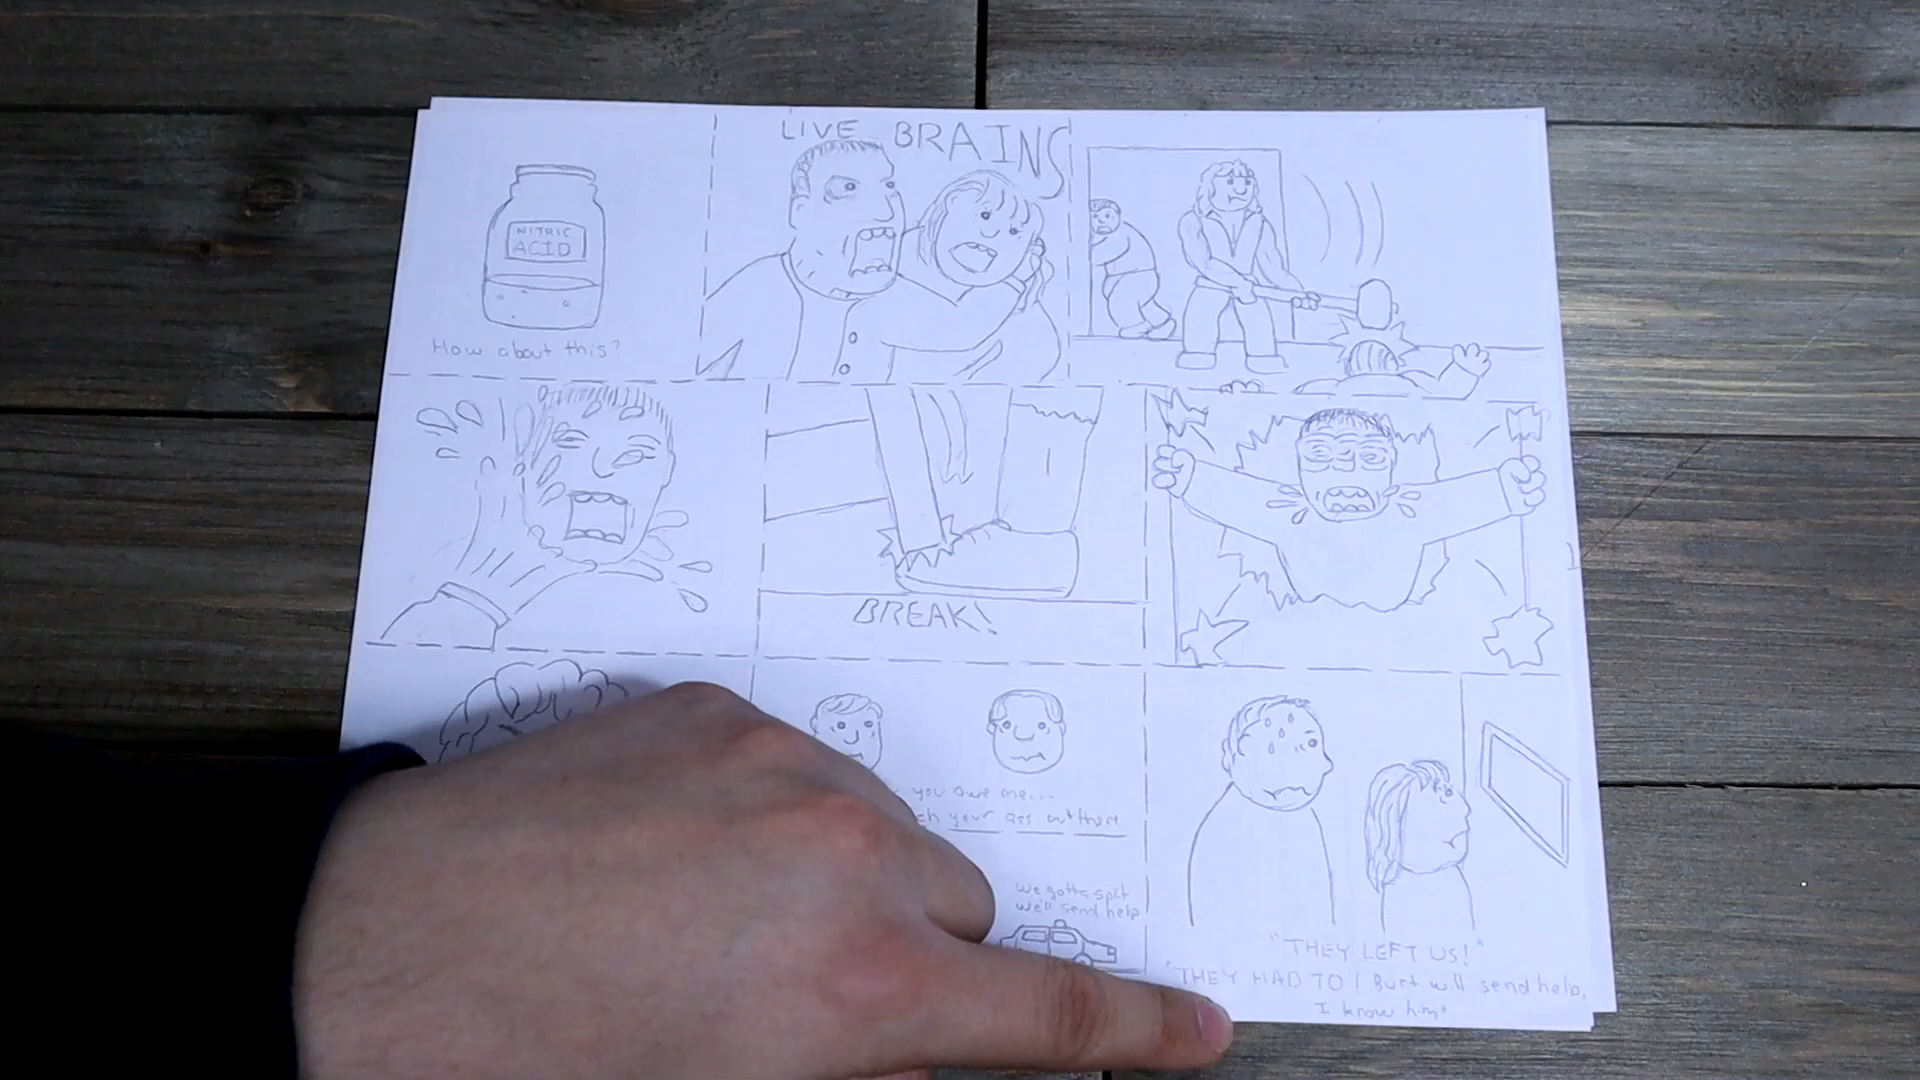 LIVE BRAINS
NITRIC
ACID
How about this?
BREAK!
you owe me...
your ass out there
We gotta split
we'll send help
"THEY LEFT US!"
"THEY HAD TO! Burt will send help,
I know him"